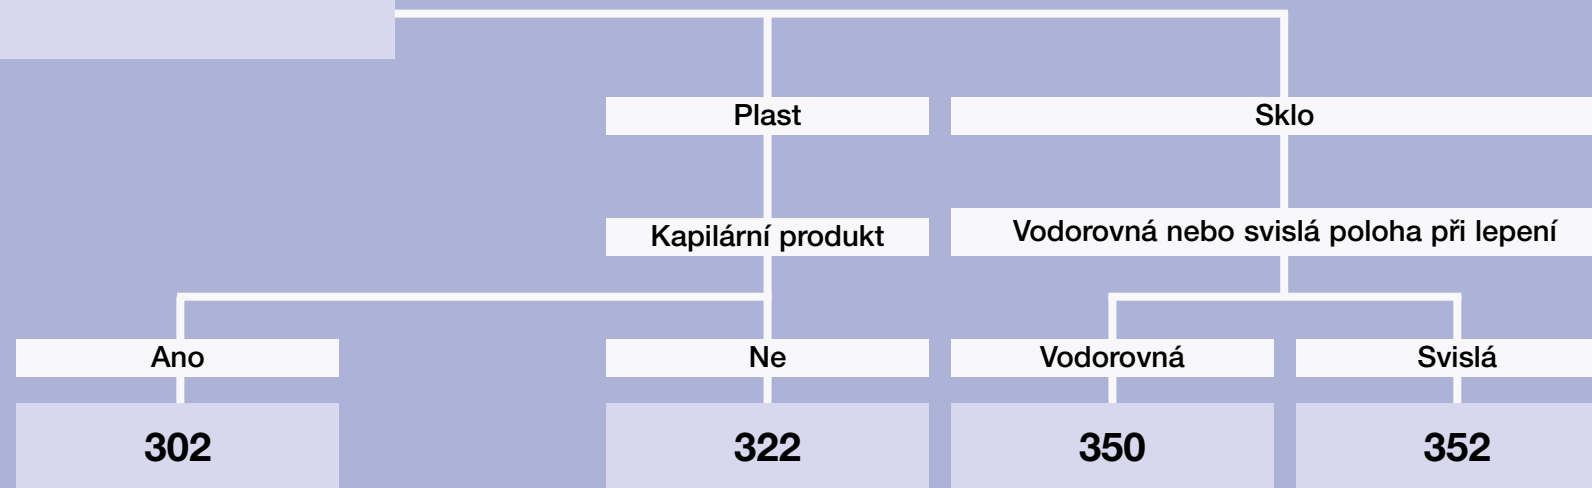 Plast
Sklo
Kapilární produkt
Vodorovná nebo svislá poloha při lepení
Ano
Ne
Vodorovná
Svislá
302
322
350
352